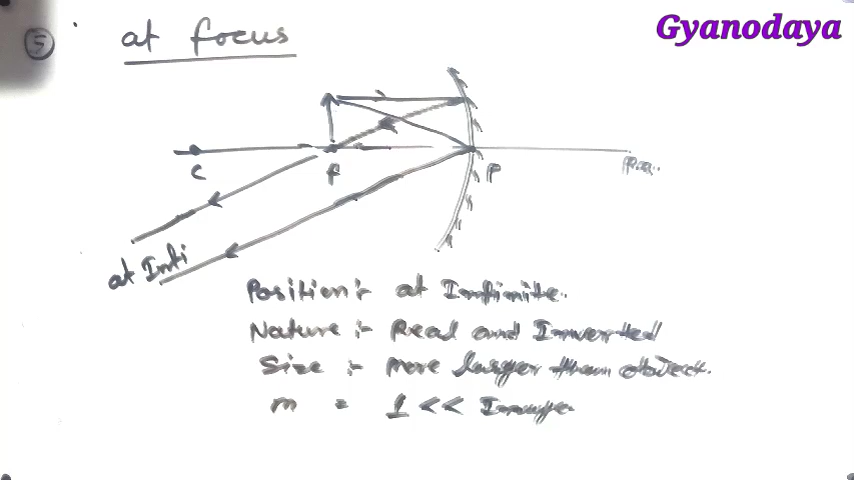 Gyanodaya
5
at focus
C
F
P
at Infi
Position :- at Infinite.
Nature :- Real and Inverted
Size :- more larger than object.
m = 1 <<